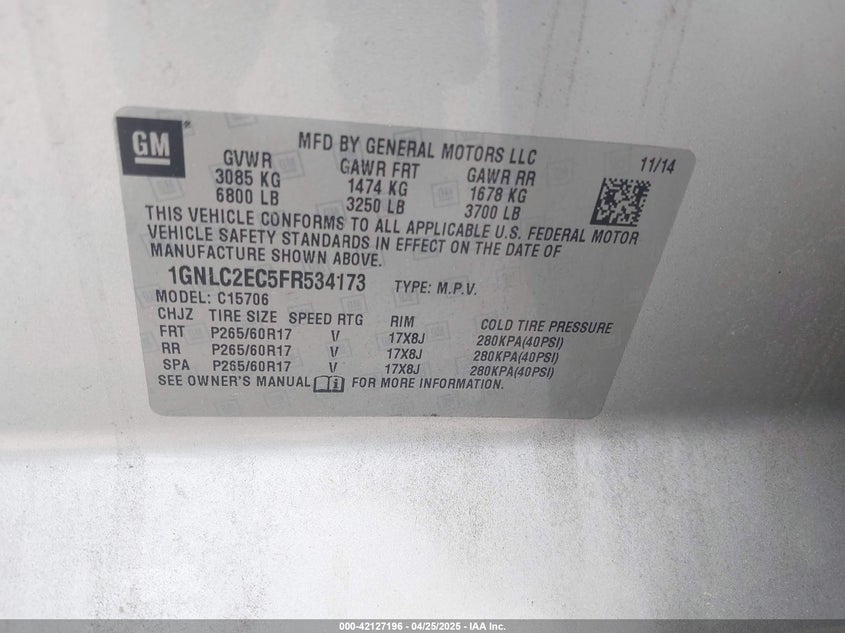 GM
MFD BY GENERAL MOTORS LLC
11/14
GVWR GAWR FRT GAWR RR
3085 KG 1474 KG 1678 KG
6800 LB 3250 LB 3700 LB
THIS VEHICLE CONFORMS TO ALL APPLICABLE U.S. FEDERAL MOTOR
VEHICLE SAFETY STANDARDS IN EFFECT ON THE DATE OF
MANUFACTURE SHOWN ABOVE.
1GNLC2EC5FR534173 TYPE: M.P.V.
MODEL: C15706
CHJZ TIRE SIZE SPEED RTG RIM COLD TIRE PRESSURE
FRT P265/60R17 V 17X8J 280KPA(40PSI)
RR P265/60R17 V 17X8J 280KPA(40PSI)
SPA P265/60R17 V 17X8J 280KPA(40PSI)
SEE OWNER'S MANUAL i FOR MORE INFORMATION.
000-42127196 - 04/25/2025 - IAA Inc.